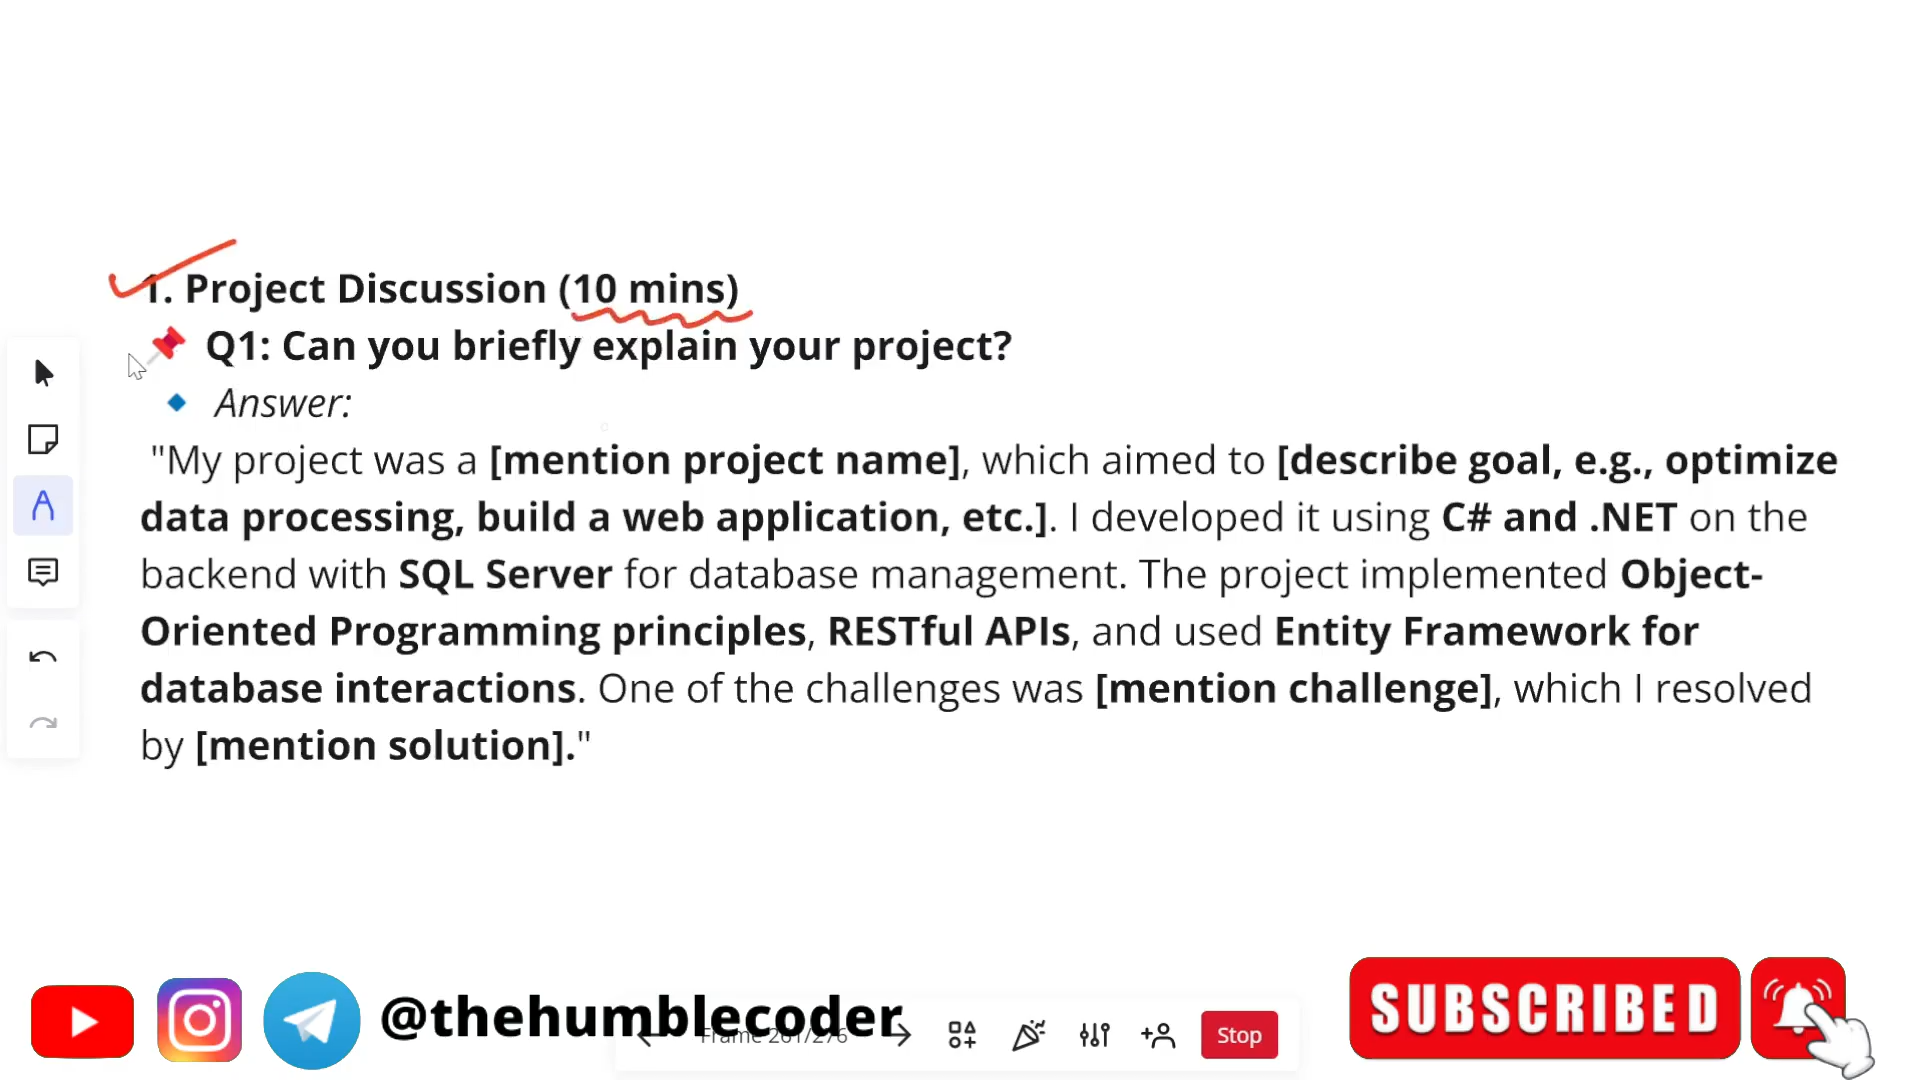 1. Project Discussion (10 mins)
📌 Q1: Can you briefly explain your project?
🔹 Answer:
"My project was a [mention project name], which aimed to [describe goal, e.g., optimize
data processing, build a web application, etc.]. I developed it using C# and .NET on the
backend with SQL Server for database management. The project implemented Object-
Oriented Programming principles, RESTful APIs, and used Entity Framework for
database interactions. One of the challenges was [mention challenge], which I resolved
by [mention solution]."
@thehumblecoder
Frame 261/276
Stop
SUBSCRIBED